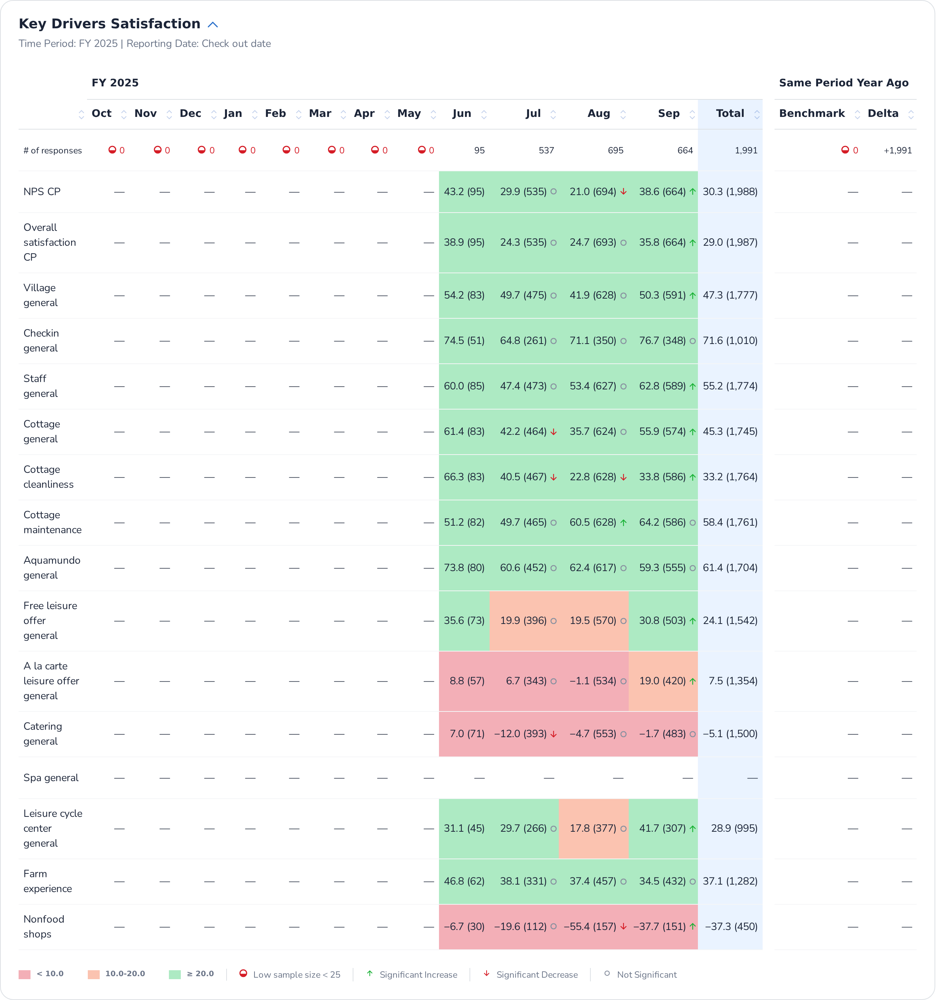 Key Drivers Satisfaction
Time Period: FY 2025 | Reporting Date: Check out date
FY 2025 Same Period Year Ago
Oct Nov Dec Jan Feb Mar Apr May Jun Jul Aug Sep Total Benchmark Delta
# of responses 0 0 0 0 0 0 0 0 95 537 695 664 1,991 0 +1,991
NPS CP — — — — — — — — 43.2 (95) 29.9 (535) 21.0 (694) ↓ 38.6 (664) ↑ 30.3 (1,988) — —
Overall
satisfaction — — — — — — — — 38.9 (95) 24.3 (535) 24.7 (693) 35.8 (664) ↑ 29.0 (1,987) — —
CP
Village
general — — — — — — — — 54.2 (83) 49.7 (475) 41.9 (628) 50.3 (591) ↑ 47.3 (1,777) — —
Checkin
general — — — — — — — — 74.5 (51) 64.8 (261) 71.1 (350) 76.7 (348) 71.6 (1,010) — —
Staff
general — — — — — — — — 60.0 (85) 47.4 (473) 53.4 (627) 62.8 (589) ↑ 55.2 (1,774) — —
Cottage
general — — — — — — — — 61.4 (83) 42.2 (464) ↓ 35.7 (624) 55.9 (574) ↑ 45.3 (1,745) — —
Cottage
cleanliness — — — — — — — — 66.3 (83) 40.5 (467) ↓ 22.8 (628) ↓ 33.8 (586) ↑ 33.2 (1,764) — —
Cottage
maintenance — — — — — — — — 51.2 (82) 49.7 (465) 60.5 (628) ↑ 64.2 (586) 58.4 (1,761) — —
Aquamundo
general — — — — — — — — 73.8 (80) 60.6 (452) 62.4 (617) 59.3 (555) 61.4 (1,704) — —
Free leisure
offer — — — — — — — — 35.6 (73) 19.9 (396) 19.5 (570) 30.8 (503) ↑ 24.1 (1,542) — —
general
A la carte
leisure offer — — — — — — — — 8.8 (57) 6.7 (343) −1.1 (534) 19.0 (420) ↑ 7.5 (1,354) — —
general
Catering
general — — — — — — — — 7.0 (71) −12.0 (393) ↓ −4.7 (553) −1.7 (483) −5.1 (1,500) — —
Spa general — — — — — — — — — — — — — — —
Leisure cycle
center — — — — — — — — 31.1 (45) 29.7 (266) 17.8 (377) 41.7 (307) ↑ 28.9 (995) — —
general
Farm
experience — — — — — — — — 46.8 (62) 38.1 (331) 37.4 (457) 34.5 (432) 37.1 (1,282) — —
Nonfood
shops — — — — — — — — −6.7 (30) −19.6 (112) −55.4 (157) ↓ −37.7 (151) ↑ −37.3 (450) — —
< 10.0 10.0-20.0 ≥ 20.0 Low sample size < 25 ↑ Significant Increase ↓ Significant Decrease Not Significant